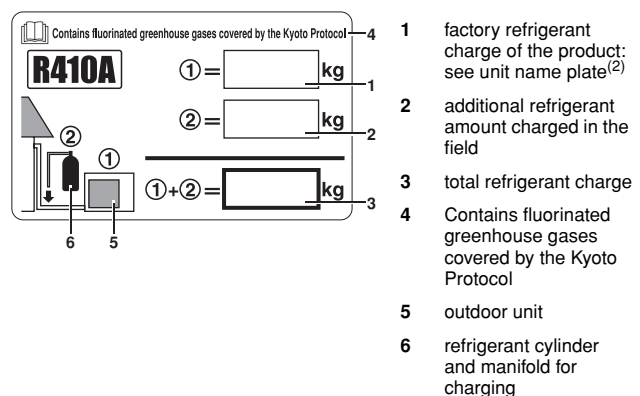 Contains fluorinated greenhouse gases covered by the Kyoto Protocol 4
R410A
①= kg
1
②= kg
2
②
①
①+②= kg
3
6 5
1 factory refrigerant
charge of the product:
see unit name plate(2)
2 additional refrigerant
amount charged in the
field
3 total refrigerant charge
4 Contains fluorinated
greenhouse gases
covered by the Kyoto
Protocol
5 outdoor unit
6 refrigerant cylinder
and manifold for
charging